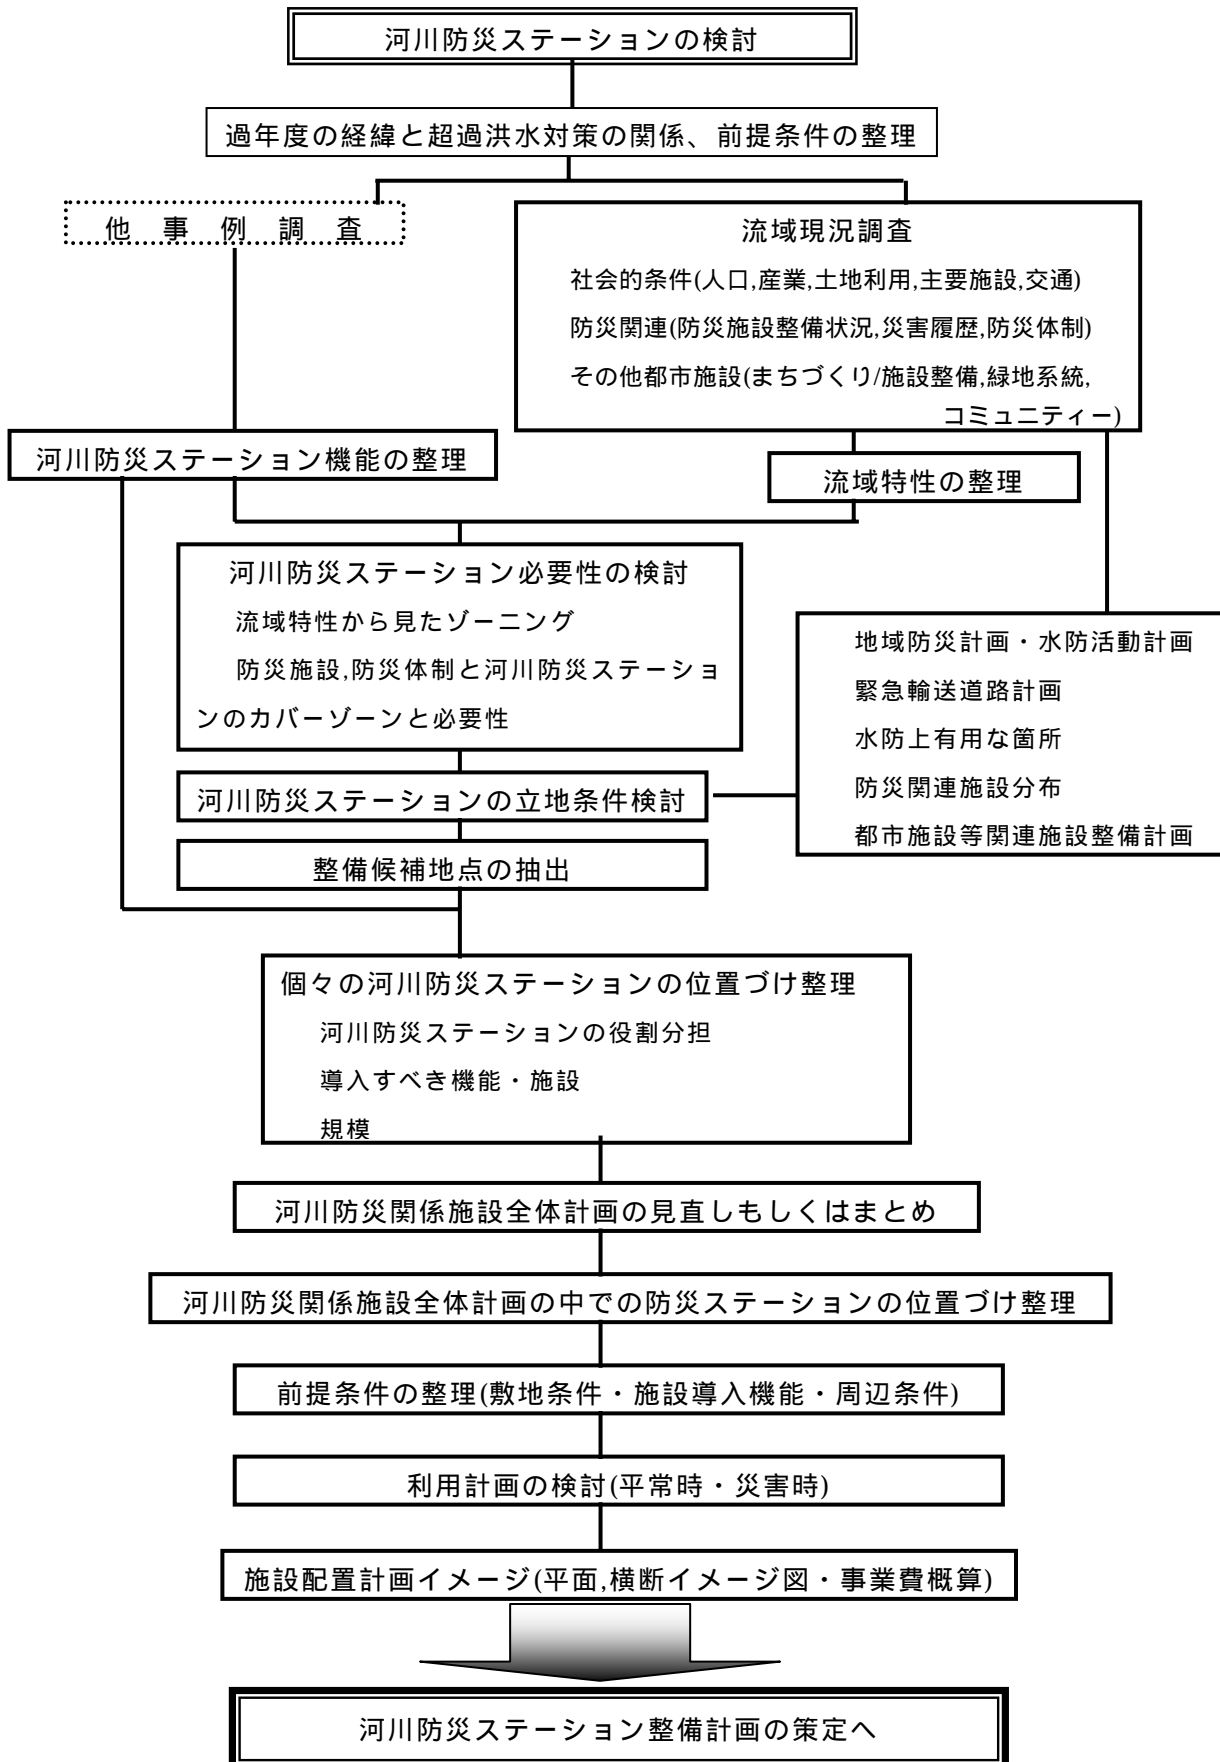 河川防災ステーションの検討
過年度の経緯と超過洪水対策の関係、前提条件の整理
他事例調査
流域現況調査
社会的条件(人口,産業,土地利用,主要施設,交通)
防災関連(防災施設整備状況,災害履歴,防災体制)
その他都市施設(まちづくり/施設整備,緑地系統,
コミュニティー)
河川防災ステーション機能の整理
流域特性の整理
河川防災ステーション必要性の検討
流域特性から見たゾーニング
防災施設,防災体制と河川防災ステーショ
ンのカバーゾーンと必要性
地域防災計画・水防活動計画
緊急輸送道路計画
水防上有用な箇所
防災関連施設分布
都市施設等関連施設整備計画
河川防災ステーションの立地条件検討
整備候補地点の抽出
個々の河川防災ステーションの位置づけ整理
河川防災ステーションの役割分担
導入すべき機能・施設
規模
河川防災関係施設全体計画の見直しもしくはまとめ
河川防災関係施設全体計画の中での防災ステーションの位置づけ整理
前提条件の整理(敷地条件・施設導入機能・周辺条件)
利用計画の検討(平常時・災害時)
施設配置計画イメージ(平面,横断イメージ図・事業費概算)
河川防災ステーション整備計画の策定へ